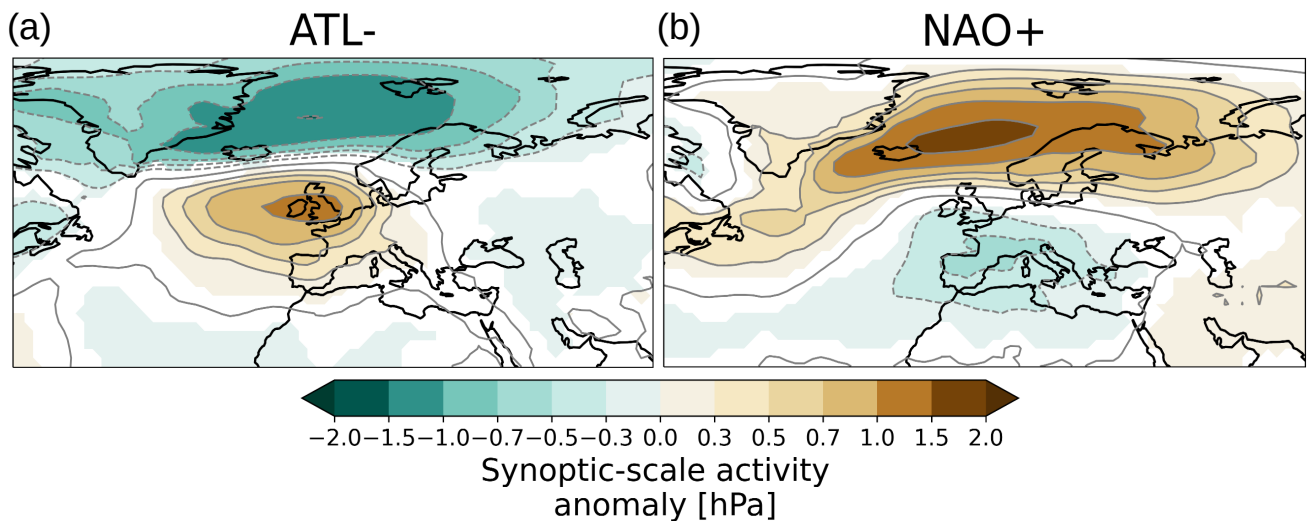 (a) ATL- (b) NAO+
−2.0 −1.5 −1.0 −0.7 −0.5 −0.3 0.0 0.3 0.5 0.7 1.0 1.5 2.0
Synoptic-scale activity
anomaly [hPa]